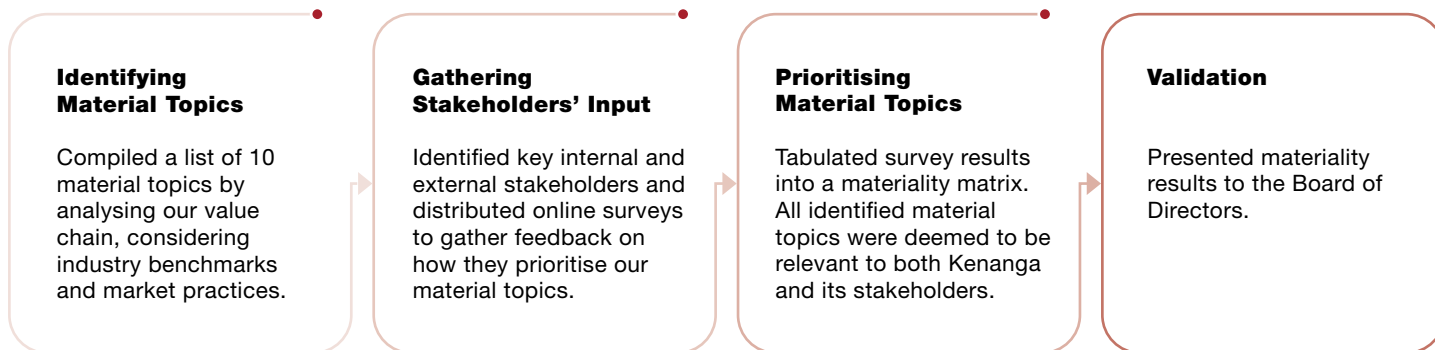 Identifying
Material Topics
Compiled a list of 10
material topics by
analysing our value
chain, considering
industry benchmarks
and market practices.
Gathering
Stakeholders’ Input
Identified key internal and
external stakeholders and
distributed online surveys
to gather feedback on
how they prioritise our
material topics.
Prioritising
Material Topics
Tabulated survey results
into a materiality matrix.
All identified material
topics were deemed to be
relevant to both Kenanga
and its stakeholders.
Validation
Presented materiality
results to the Board of
Directors.